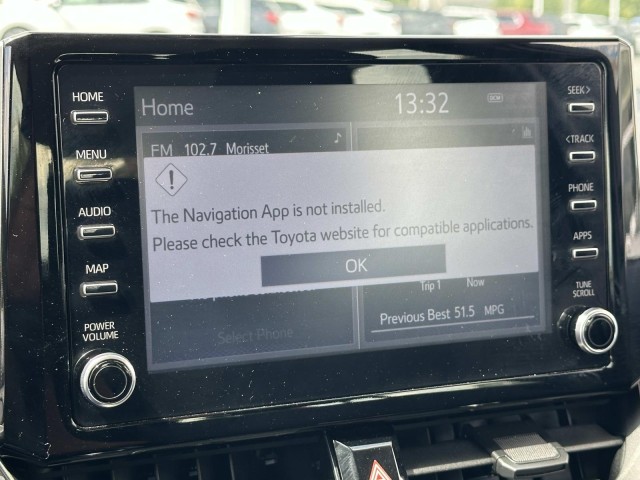 HOME
MENU
AUDIO
MAP
POWER
VOLUME
Home 13:32
FM 102.7 Morisset
The Navigation App is not installed.
Please check the Toyota website for compatible applications.
OK
Select Phone
Trip 1 Now
Previous Best 51.5 MPG
SEEK >
< TRACK
PHONE
APPS
TUNE
SCROLL